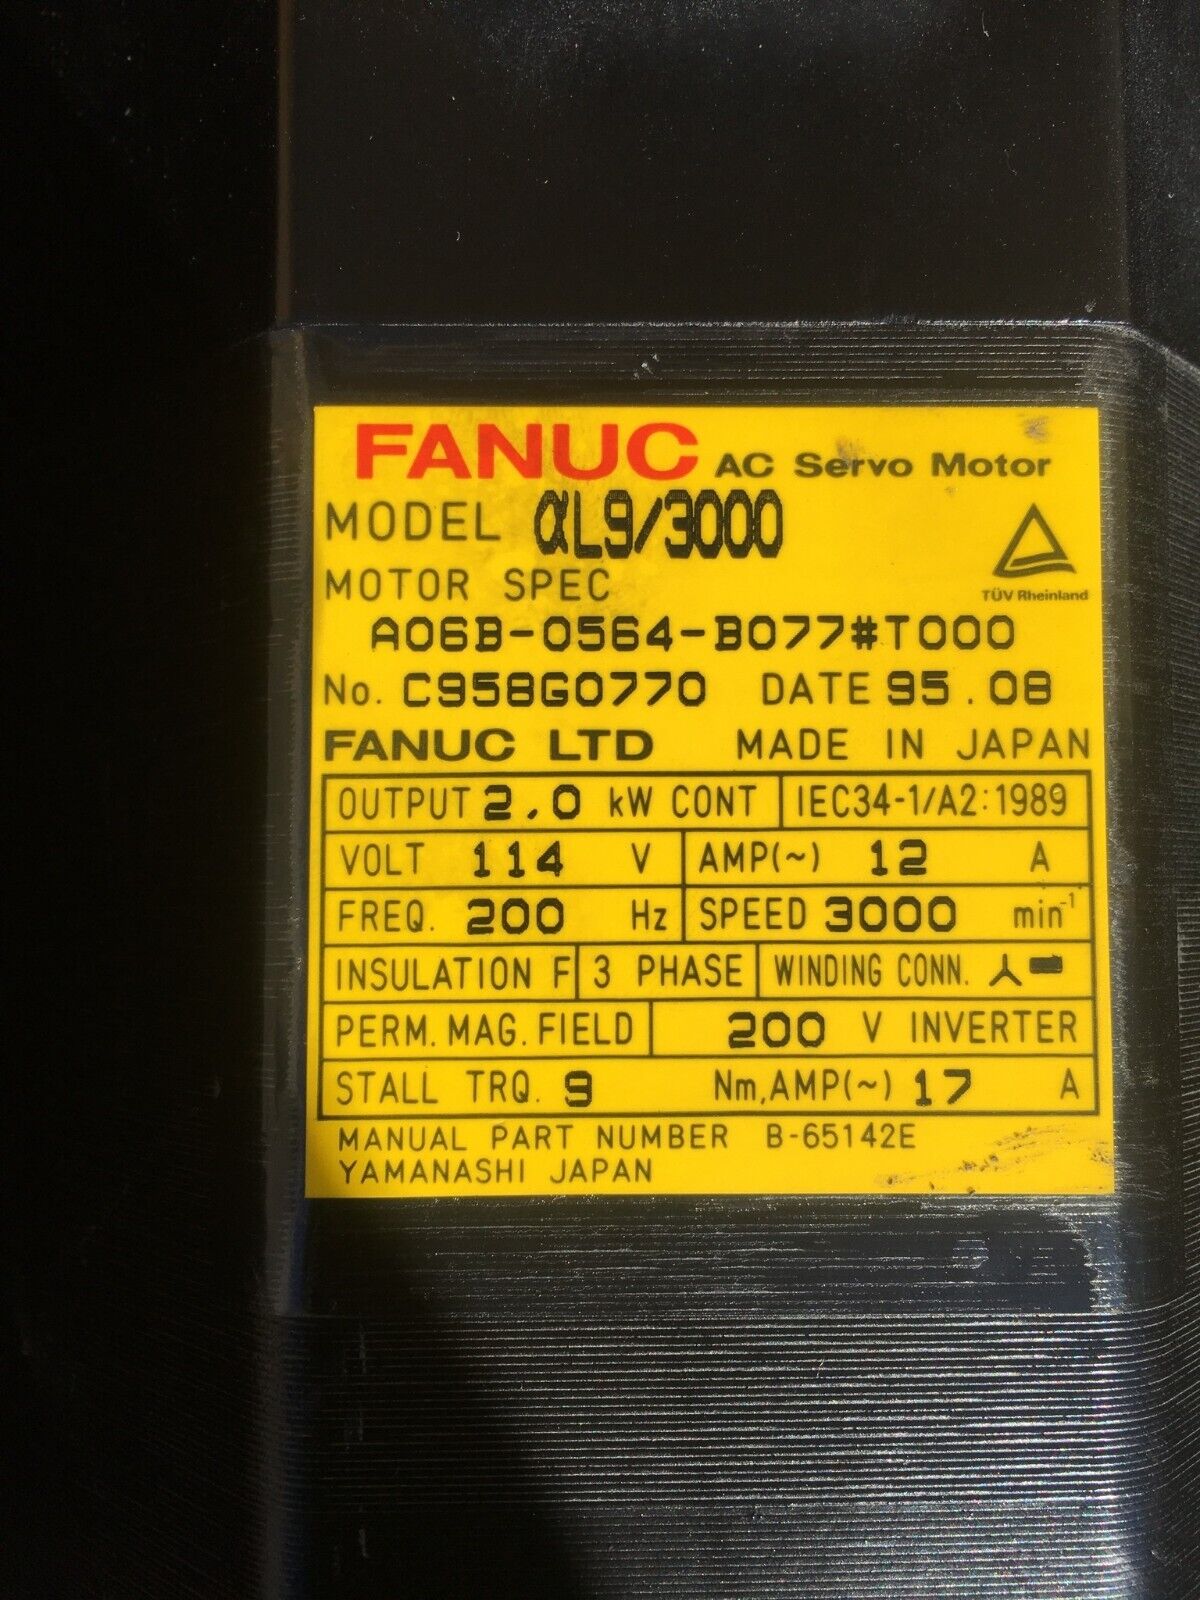 FANUC AC Servo Motor
MODEL αL9/3000
MOTOR SPEC
TÜV Rheinland
A06B-0564-B077#T000
No. C958G0770 DATE 95.08
FANUC LTD MADE IN JAPAN
OUTPUT 2.0 kW CONT IEC34-1/A2:1989
VOLT 114 V AMP(~) 12 A
FREQ. 200 Hz SPEED 3000 min⁻¹
INSULATION F 3 PHASE WINDING CONN.
PERM. MAG. FIELD 200 V INVERTER
STALL TRQ. 9 Nm, AMP(~) 17 A
MANUAL PART NUMBER B-65142E
YAMANASHI JAPAN